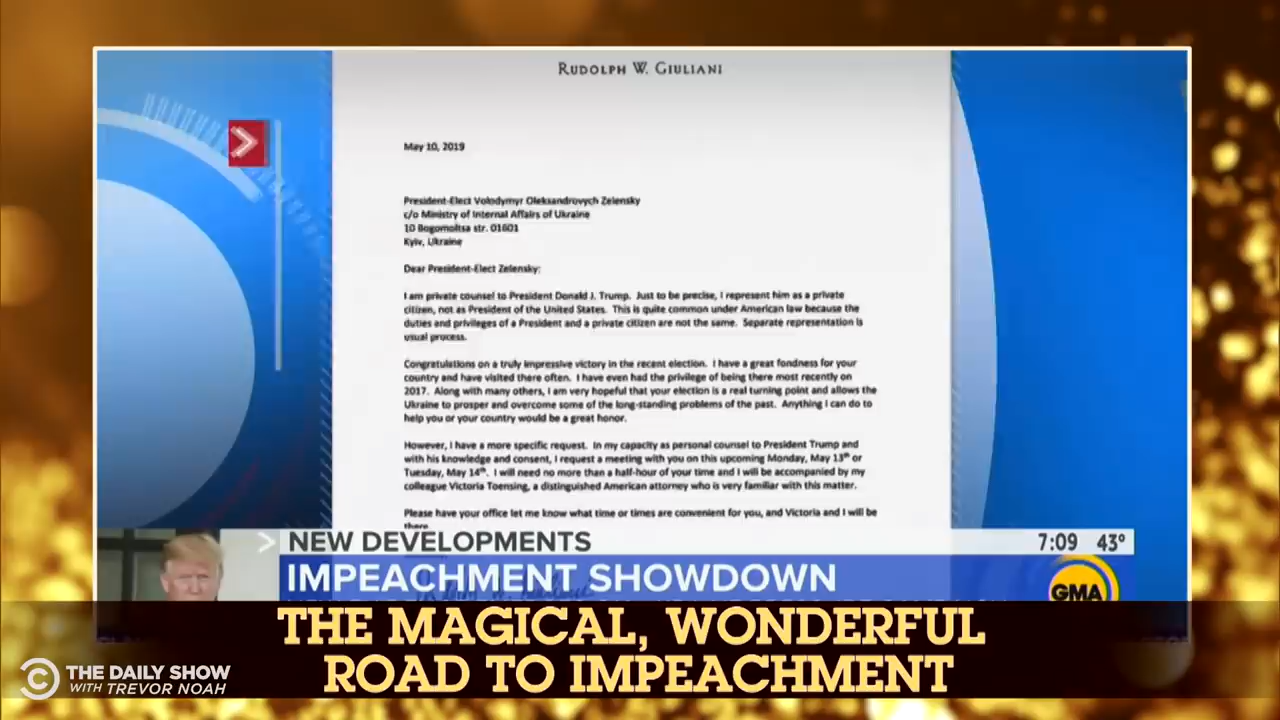 RUDOLPH W. GIULIANI
May 10, 2019
President-Elect Volodymyr Oleksandrovych Zelensky
c/o Ministry of Internal Affairs of Ukraine
10 Bogomoltsa str. 01601
Kyiv, Ukraine
Dear President-Elect Zelensky:
I am private counsel to President Donald J. Trump. Just to be precise, I represent him as a private
citizen, not as President of the United States. This is quite common under American law because the
duties and privileges of a President and a private citizen are not the same. Separate representation is
usual process.
Congratulations on a truly impressive victory in the recent election. I have a great fondness for your
country and have visited there often. I have even had the privilege of being there most recently on
2017. Along with many others, I am very hopeful that your election is a real turning point and allows the
Ukraine to prosper and overcome some of the long-standing problems of the past. Anything I can do to
help you or your country would be a great honor.
However, I have a more specific request. In my capacity as personal counsel to President Trump and
with his knowledge and consent, I request a meeting with you on this upcoming Monday, May 13th or
Tuesday, May 14th. I will need no more than a half-hour of your time and I will be accompanied by my
colleague Victoria Toensing, a distinguished American attorney who is very familiar with this matter.
Please have your office let me know what time or times are convenient for you, and Victoria and I will be
there.
NEW DEVELOPMENTS
7:09 43°
IMPEACHMENT SHOWDOWN
GMA
THE MAGICAL, WONDERFUL
ROAD TO IMPEACHMENT
THE DAILY SHOW
WITH TREVOR NOAH